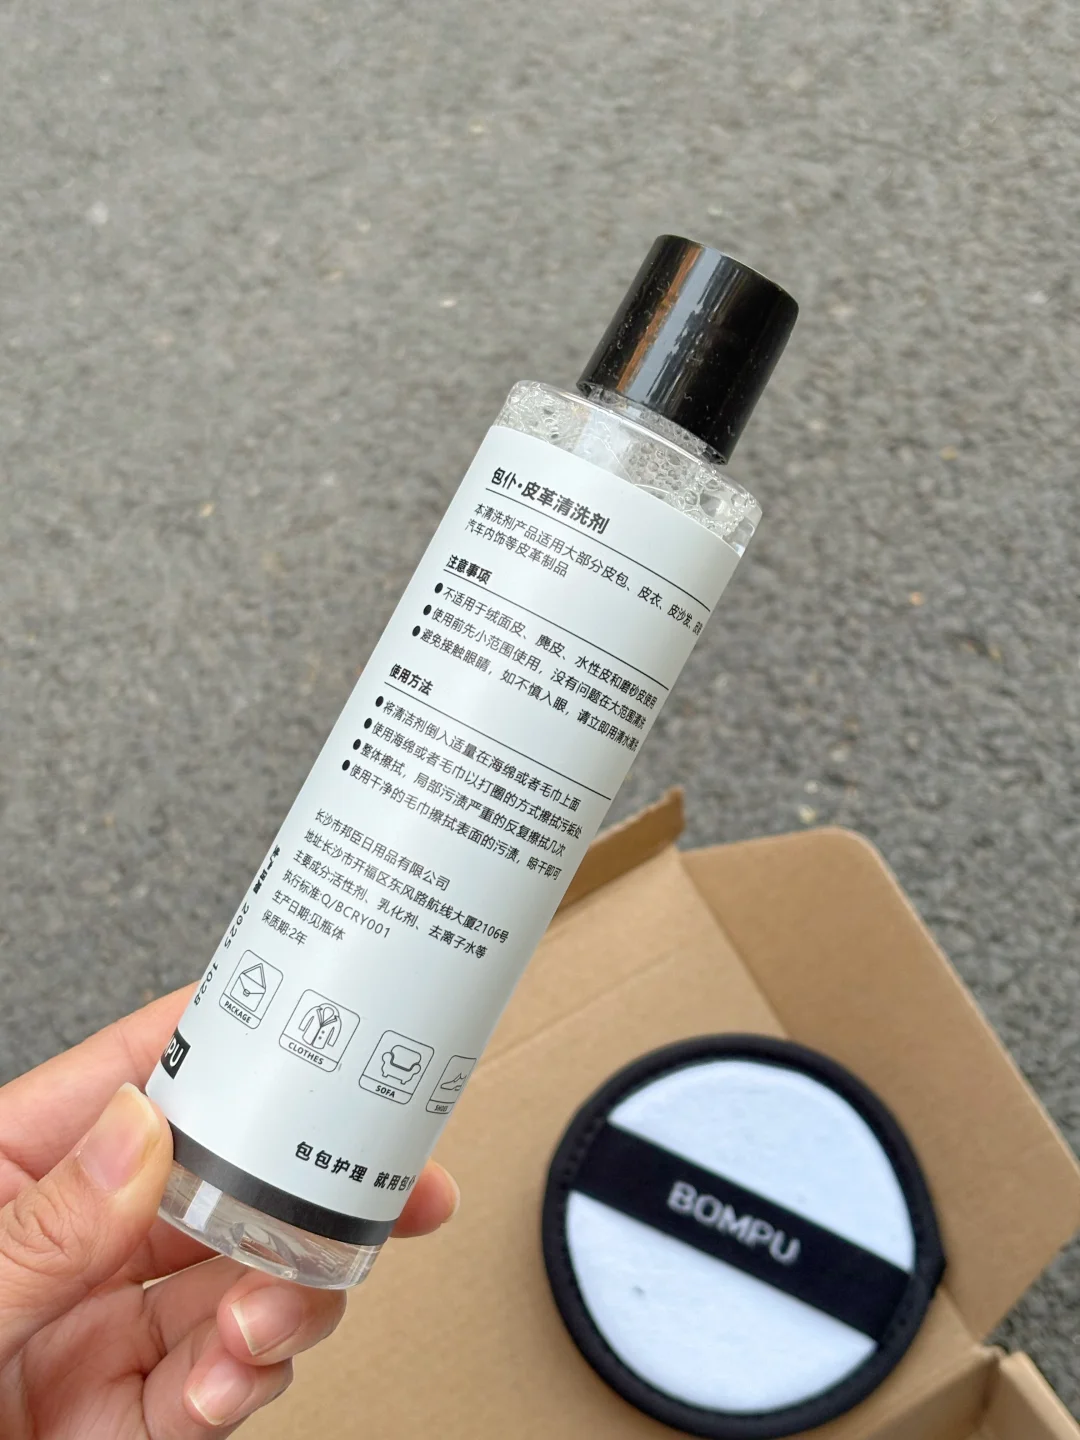 包仆·皮革清洗剂
本清洗剂产品适用大部分皮包、皮衣、皮沙发、
汽车内饰等皮革制品
注意事项
●不适用于绒面皮、麂皮、水性皮和磨砂皮使用
●使用前先小范围使用，没有问题在大范围清洗
●避免接触眼睛，如不慎入眼，请立即用清水清洗
使用方法
●将清洁剂倒入适量在海绵或者毛巾上面
●使用海绵或者毛巾以打圈的方式擦拭污垢处
●整体擦拭，局部污渍严重的反复擦拭几次
●使用干净的毛巾擦拭表面的污渍，晾干即可
长沙市邦臣日用品有限公司
地址长沙市开福区东风路航线大厦2106号
主要成分活性剂、乳化剂、去离子水等
执行标准:Q/BCRY001
生产日期:见瓶体
保质期:2年
PACKAGE
CLOTHES
SOFA
PU
包包护理 就用包仆
BOMPU